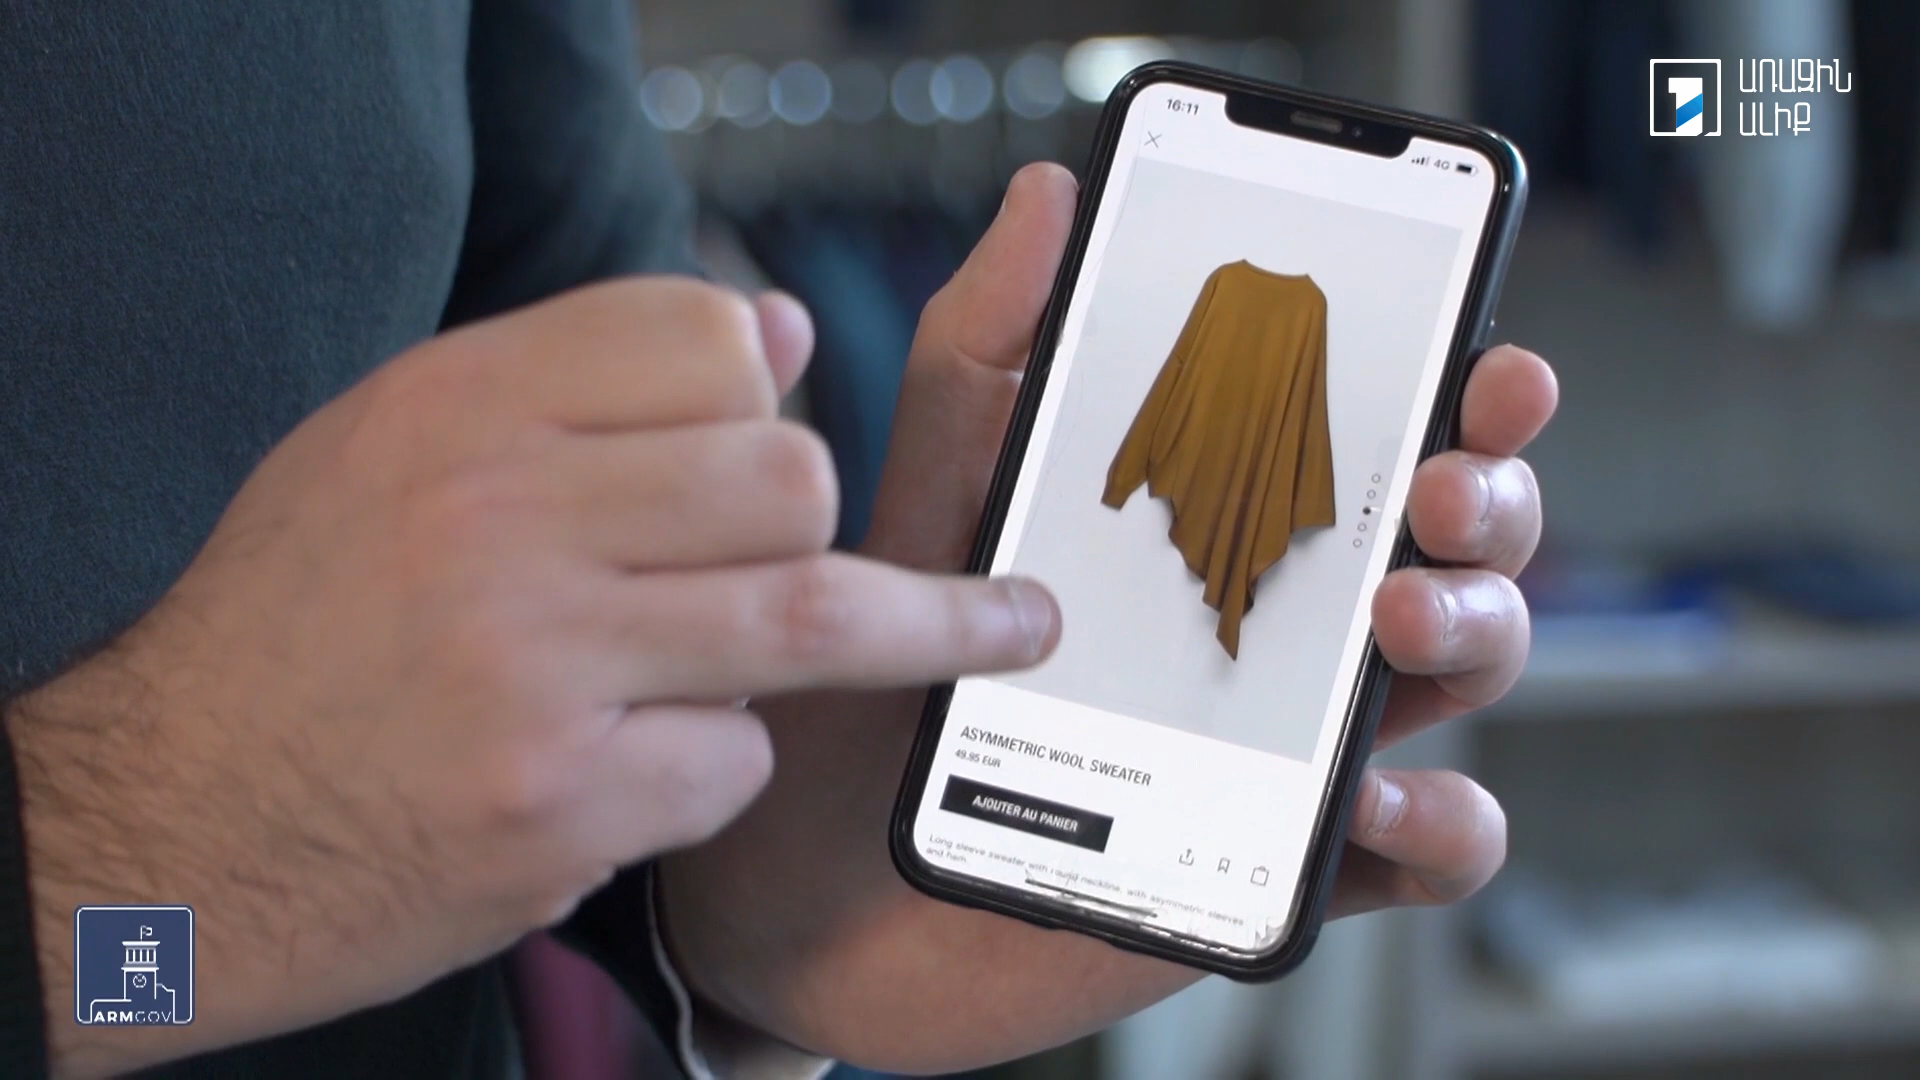 16:11
4G
ԱՌԱՋԻՆ
ԱԼԻՔ
ASYMMETRIC WOOL SWEATER
49.95 EUR
AJOUTER AU PANIER
Long sleeve sweater with round neckline, with asymmetric sleeves
and hem.
ARMGOV